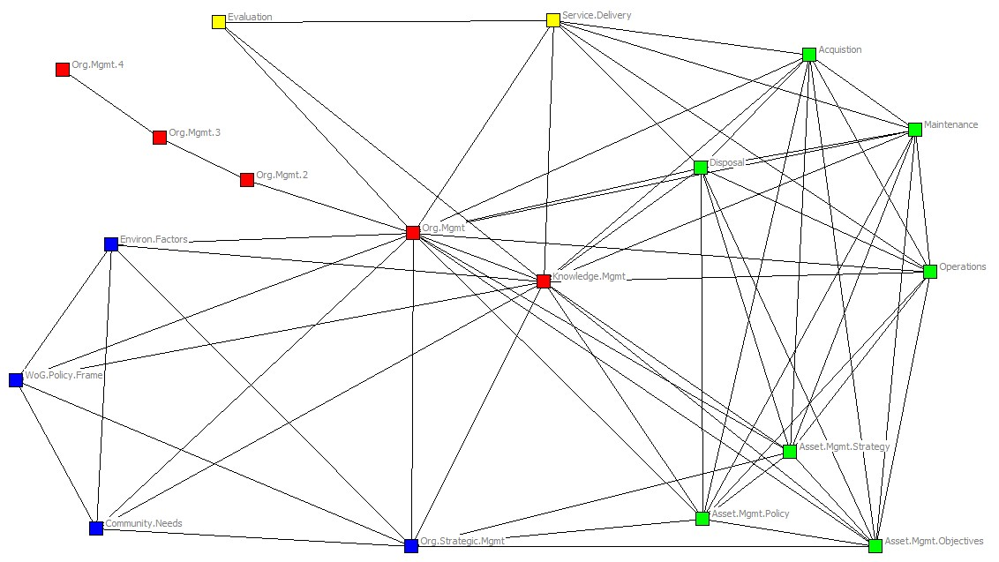 Evaluation
Service.Delivery
Acquistion
Org.Mgmt.4
Maintenance
Org.Mgmt.3
Disposal
Org.Mgmt.2
Org.Mgmt
Environ.Factors
Operations
Knowledge.Mgmt
WoG.Policy.Frame
Asset.Mgmt.Strategy
Asset.Mgmt.Policy
Community.Needs
Org.Strategic.Mgmt
Asset.Mgmt.Objectives